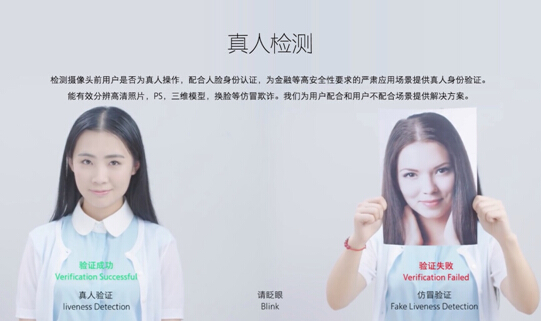 真人检测
检测摄像头前用户是否为真人操作，配合人脸身份认证，为金融等高安全性要求的严肃应用场景提供真人身份验证。
能有效分辨高清照片，PS，三维模型，换脸等仿冒欺诈。我们为用户配合和用户不配合场景提供解决方案。
验证成功
Verification Successful
真人验证
liveness Detection
请眨眼
Blink
验证失败
Verification Failed
仿冒验证
Fake Liveness Detection